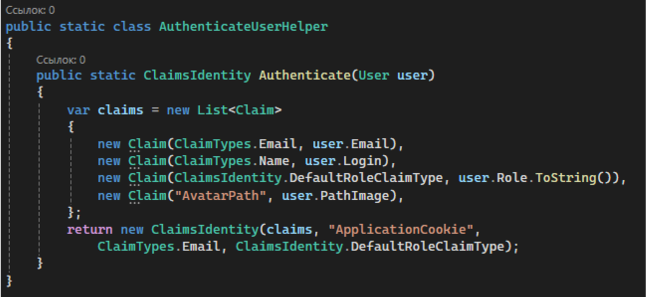 Ссылок: 0
public static class AuthenticateUserHelper
{
Ссылок: 0
public static ClaimsIdentity Authenticate(User user)
{
var claims = new List<Claim>
{
new Claim(ClaimTypes.Email, user.Email),
new Claim(ClaimTypes.Name, user.Login),
new Claim(ClaimsIdentity.DefaultRoleClaimType, user.Role.ToString()),
new Claim("AvatarPath", user.PathImage),
};
return new ClaimsIdentity(claims, "ApplicationCookie",
ClaimTypes.Email, ClaimsIdentity.DefaultRoleClaimType);
}
}